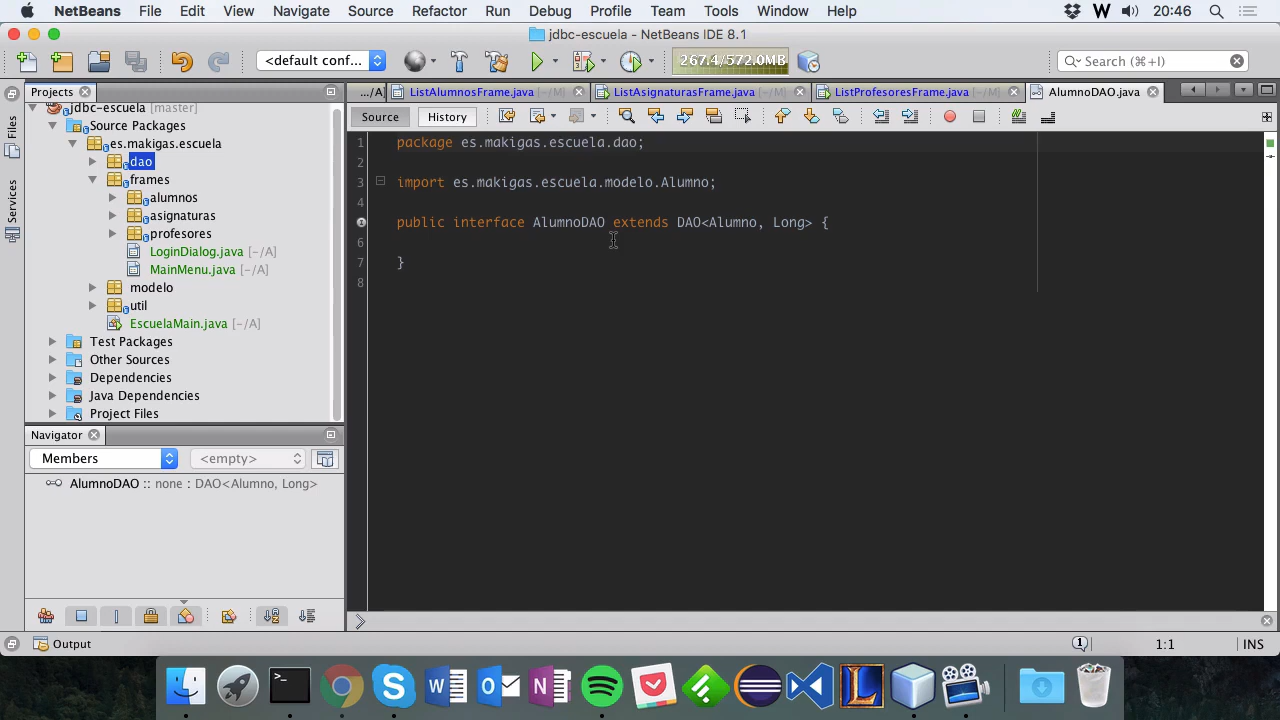 NetBeans File Edit View Navigate Source Refactor Run Debug Profile Team Tools Window Help W 20:46
jdbc-escuela - NetBeans IDE 8.1
<default conf... 267.4/572.0MB Search (⌘+I)
Projects .../A] ListAlumnosFrame.java [-/M] ListAsignaturasFrame.java [-/M] ListProfesoresFrame.java [-/M] AlumnoDAO.java
Files
Services
jdbc-escuela [master]
Source Packages
es.makigas.escuela
dao
frames
alumnos
asignaturas
profesores
LoginDialog.java [-/A]
MainMenu.java [-/A]
modelo
util
EscuelaMain.java [-/A]
Test Packages
Other Sources
Dependencies
Java Dependencies
Project Files
Source History
1 package es.makigas.escuela.dao;
2
3 import es.makigas.escuela.modelo.Alumno;
4
public interface AlumnoDAO extends DAO<Alumno, Long> {
6
7 }
8
Navigator
Members <empty>
AlumnoDAO :: none : DAO<Alumno, Long>
Output 1 1:1 INS
>_ S W O N L